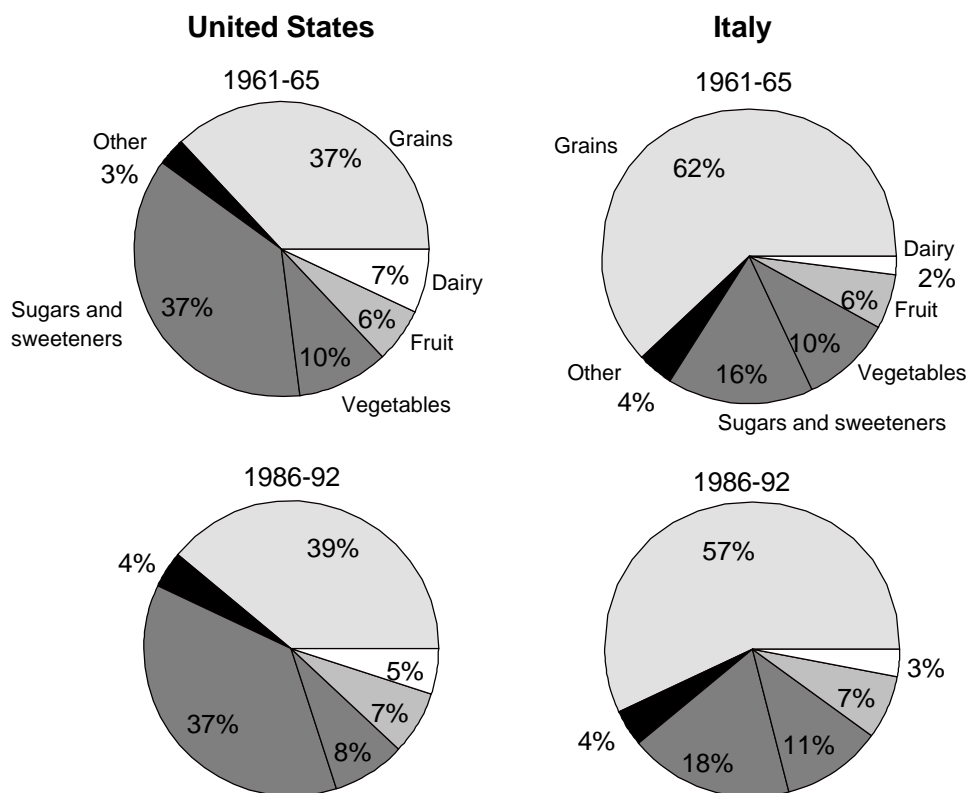 United States
Italy
1961-65
1961-65
Other
3%
37%
Grains
7%
Dairy
6%
Fruit
10%
Vegetables
37%
Sugars and
sweeteners
Grains
62%
Dairy
2%
6%
Fruit
10%
Vegetables
16%
Sugars and sweeteners
Other
4%
1986-92
1986-92
4%
39%
5%
7%
8%
37%
57%
3%
7%
11%
18%
4%